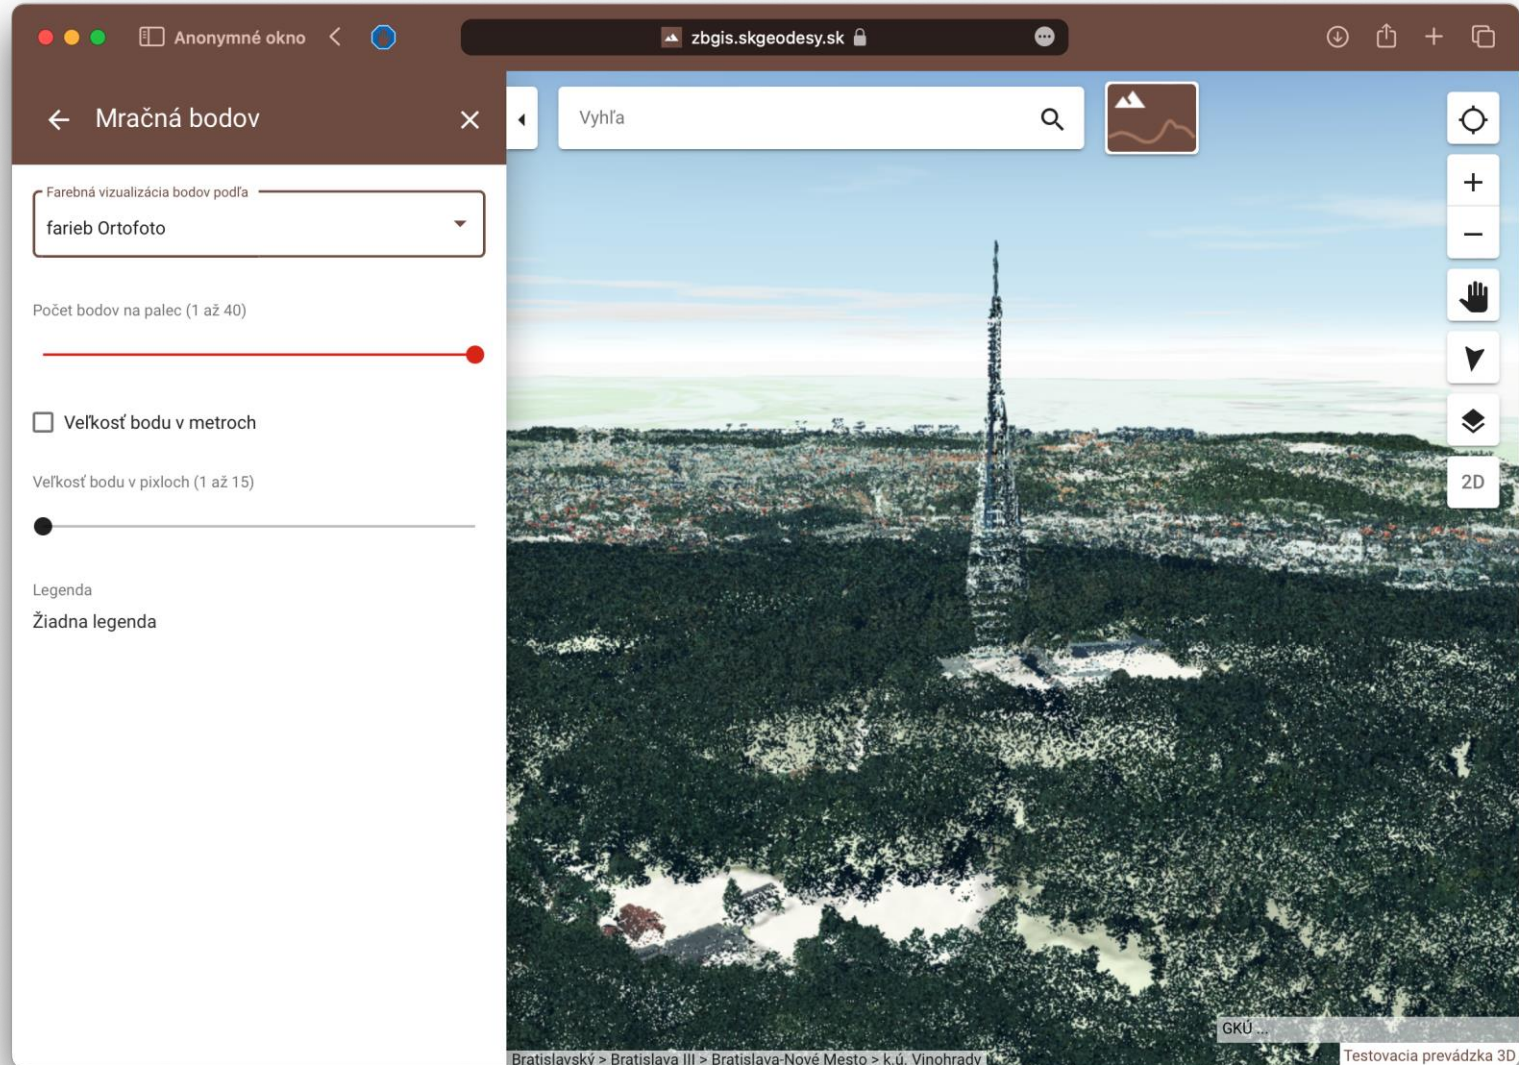 Anonymné okno
zbgis.skgeodesy.sk
Mračná bodov
Vyhľa
Farebná vizualizácia bodov podľa
farieb Ortofoto
Počet bodov na palec (1 až 40)
Veľkosť bodu v metroch
Veľkosť bodu v pixloch (1 až 15)
Legenda
Žiadna legenda
2D
GKÚ ...
Bratislavský > Bratislava III > Bratislava-Nové Mesto > k.ú. Vinohrady
Testovacia prevádzka 3D